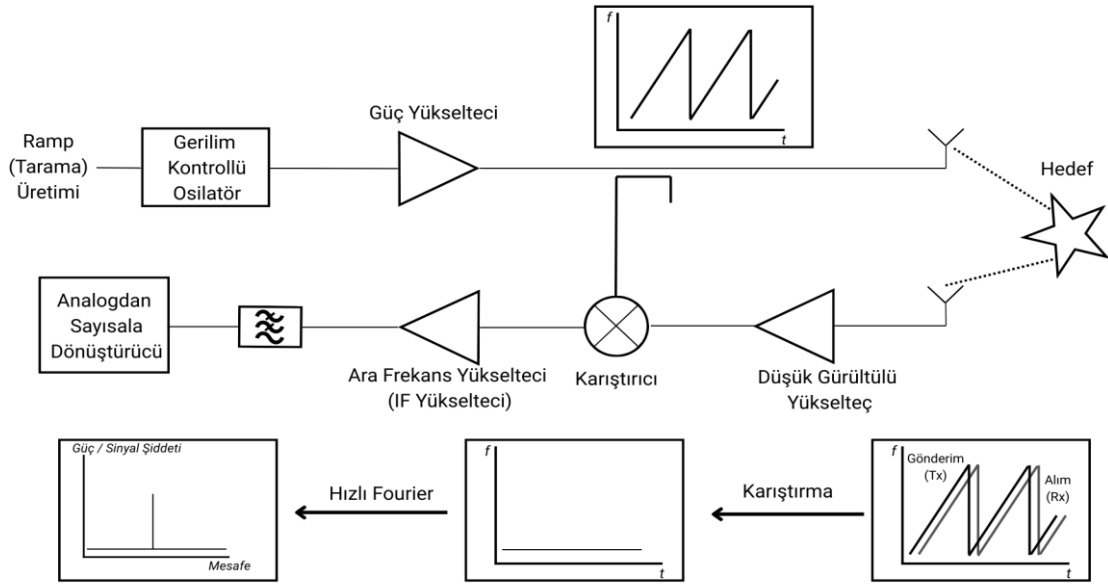 f
t
Güç Yükselteci
Ramp
(Tarama)
Üretimi
Gerilim
Kontrollü
Osilatör
Hedef
Analogdan
Sayısala
Dönüştürücü
Ara Frekans Yükselteci
(IF Yükselteci)
Karıştırıcı
Düşük Gürültülü
Yükselteç
Güç / Sinyal Şiddeti
Mesafe
Hızlı Fourier
f
t
Karıştırma
f
Gönderim
(Tx)
Alım
(Rx)
t